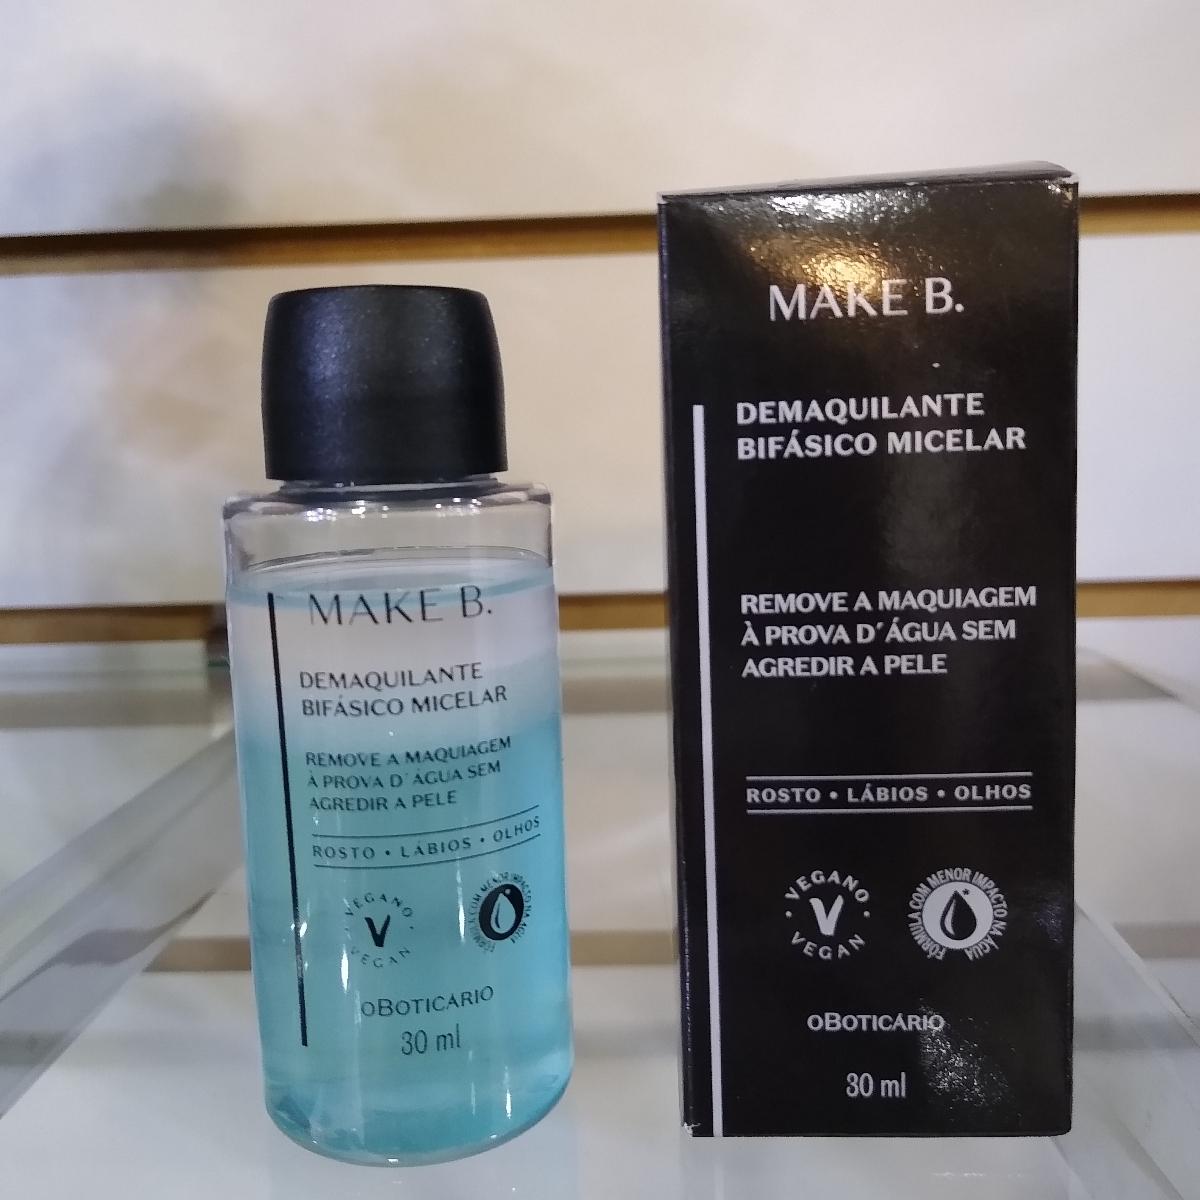 MAKE B.
DEMAQUILANTE
BIFÁSICO MICELAR
REMOVE A MAQUIAGEM
À PROVA D´ÁGUA SEM
AGREDIR A PELE
ROSTO • LÁBIOS • OLHOS
VEGANO
V
VEGAN
FÓRMULA COM MENOR IMPACTO NA ÁGUA
oBOTICÁRIO
30 ml
MAKE B.
DEMAQUILANTE
BIFÁSICO MICELAR
REMOVE A MAQUIAGEM
À PROVA D´ÁGUA SEM
AGREDIR A PELE
ROSTO • LÁBIOS • OLHOS
VEGANO
V
VEGAN
FÓRMULA COM MENOR IMPACTO NA ÁGUA
oBOTICÁRIO
30 ml